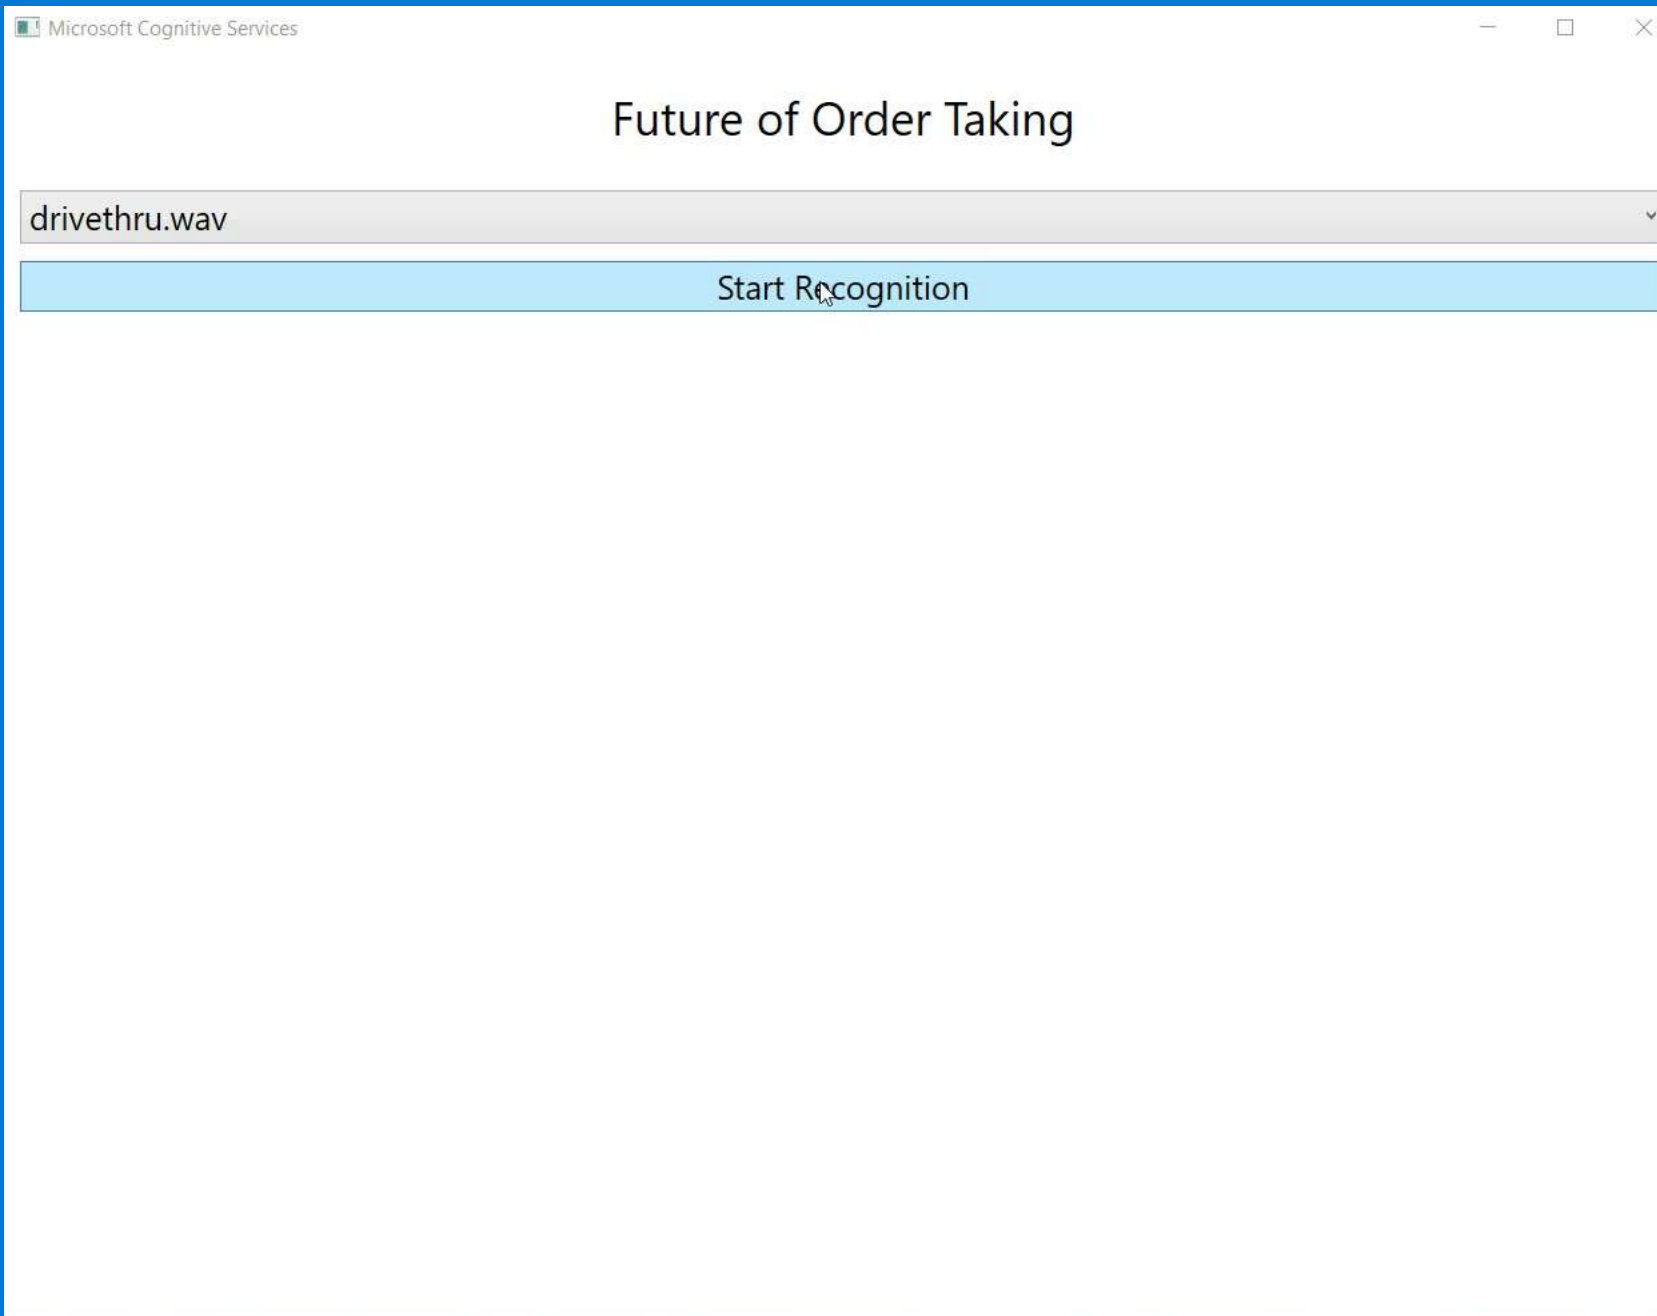 Microsoft Cognitive Services
Future of Order Taking
drivethru.wav
Start Recognition